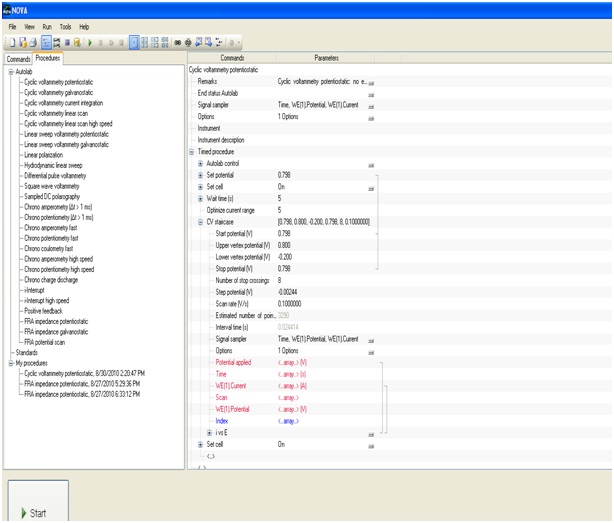 NOVA
File View Run Tools Help
Commands Procedures
Autolab
Cyclic voltammetry potentiostatic
Cyclic voltammetry galvanostatic
Cyclic voltammetry current integration
Cyclic voltammetry linear scan
Cyclic voltammetry linear scan high speed
Linear sweep voltammetry potentiostatic
Linear sweep voltammetry galvanostatic
Linear polarization
Hydrodynamic linear sweep
Differential pulse voltammetry
Square wave voltammetry
Sampled DC polarography
Chrono amperometry (Δt > 1 ms)
Chrono potentiometry (Δt > 1 ms)
Chrono amperometry fast
Chrono potentiometry fast
Chrono coulometry fast
Chrono amperometry high speed
Chrono potentiometry high speed
Chrono charge discharge
i-Interrupt
i-Interrupt high speed
Positive feedback
FRA impedance potentiostatic
FRA impedance galvanostatic
FRA potential scan
Standards
My procedures
Cyclic voltammetry potentiostatic, 8/30/2010 2:20:47 PM
FRA impedance potentiostatic, 8/27/2010 5:29:36 PM
FRA impedance potentiostatic, 8/27/2010 6:33:12 PM
Commands Parameters
Cyclic voltammetry potentiostatic
Remarks Cyclic voltammetry potentiostatic: no e...
End status Autolab
Signal sampler Time, WE(1).Potential, WE(1).Current
Options 1 Options
Instrument
Instrument description
Timed procedure
Autolab control
Set potential 0.798
Set cell On
Wait time (s) 5
Optimize current range 5
CV staircase [0.798, 0.800, -0.200, 0.798, 8, 0.1000000]
Start potential (V) 0.798
Upper vertex potential (V) 0.800
Lower vertex potential (V) -0.200
Stop potential (V) 0.798
Number of stop crossings 8
Step potential (V) -0.00244
Scan rate (V/s) 0.1000000
Estimated number of poin... 3290
Interval time (s) 0.024414
Signal sampler Time, WE(1).Potential, WE(1).Current
Options 1 Options
Potential applied <..array..> (V)
Time <..array..> (s)
WE(1).Current <..array..> (A)
Scan <..array..>
WE(1).Potential <..array..> (V)
Index <..array..>
i vs E
Set cell On
<..>
Start